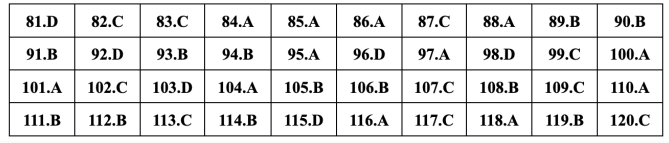 81.D 82.C 83.C 84.A 85.A 86.A 87.C 88.A 89.B 90.B
91.B 92.D 93.B 94.B 95.A 96.D 97.A 98.D 99.C 100.A
101.A 102.C 103.D 104.A 105.B 106.B 107.C 108.B 109.C 110.A
111.B 112.B 113.C 114.B 115.D 116.A 117.C 118.A 119.B 120.C